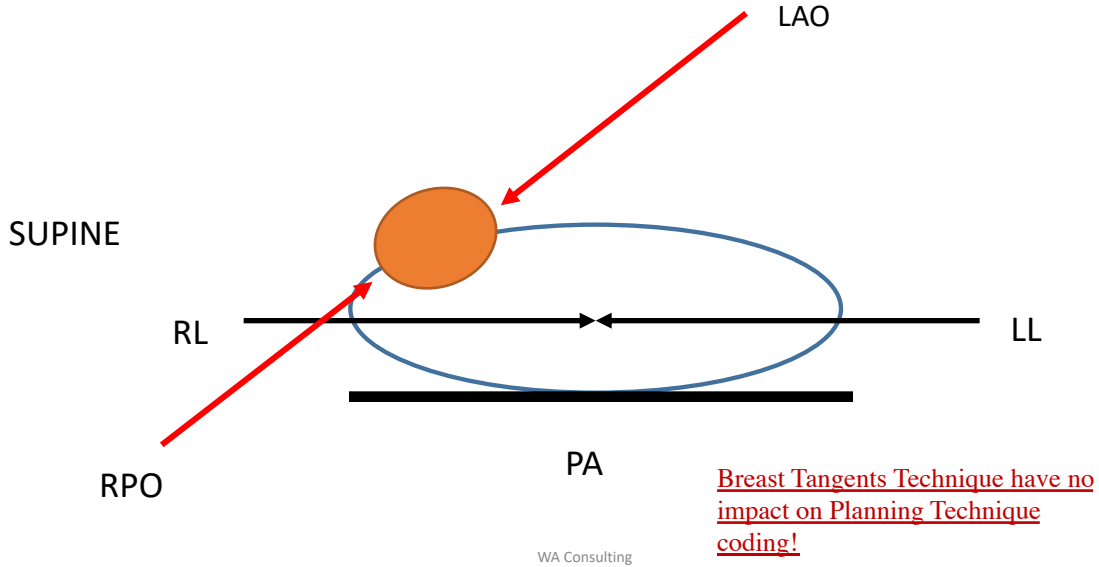 LAO
SUPINE
RL
LL
RPO
PA
Breast Tangents Technique have no
impact on Planning Technique
coding!
WA Consulting